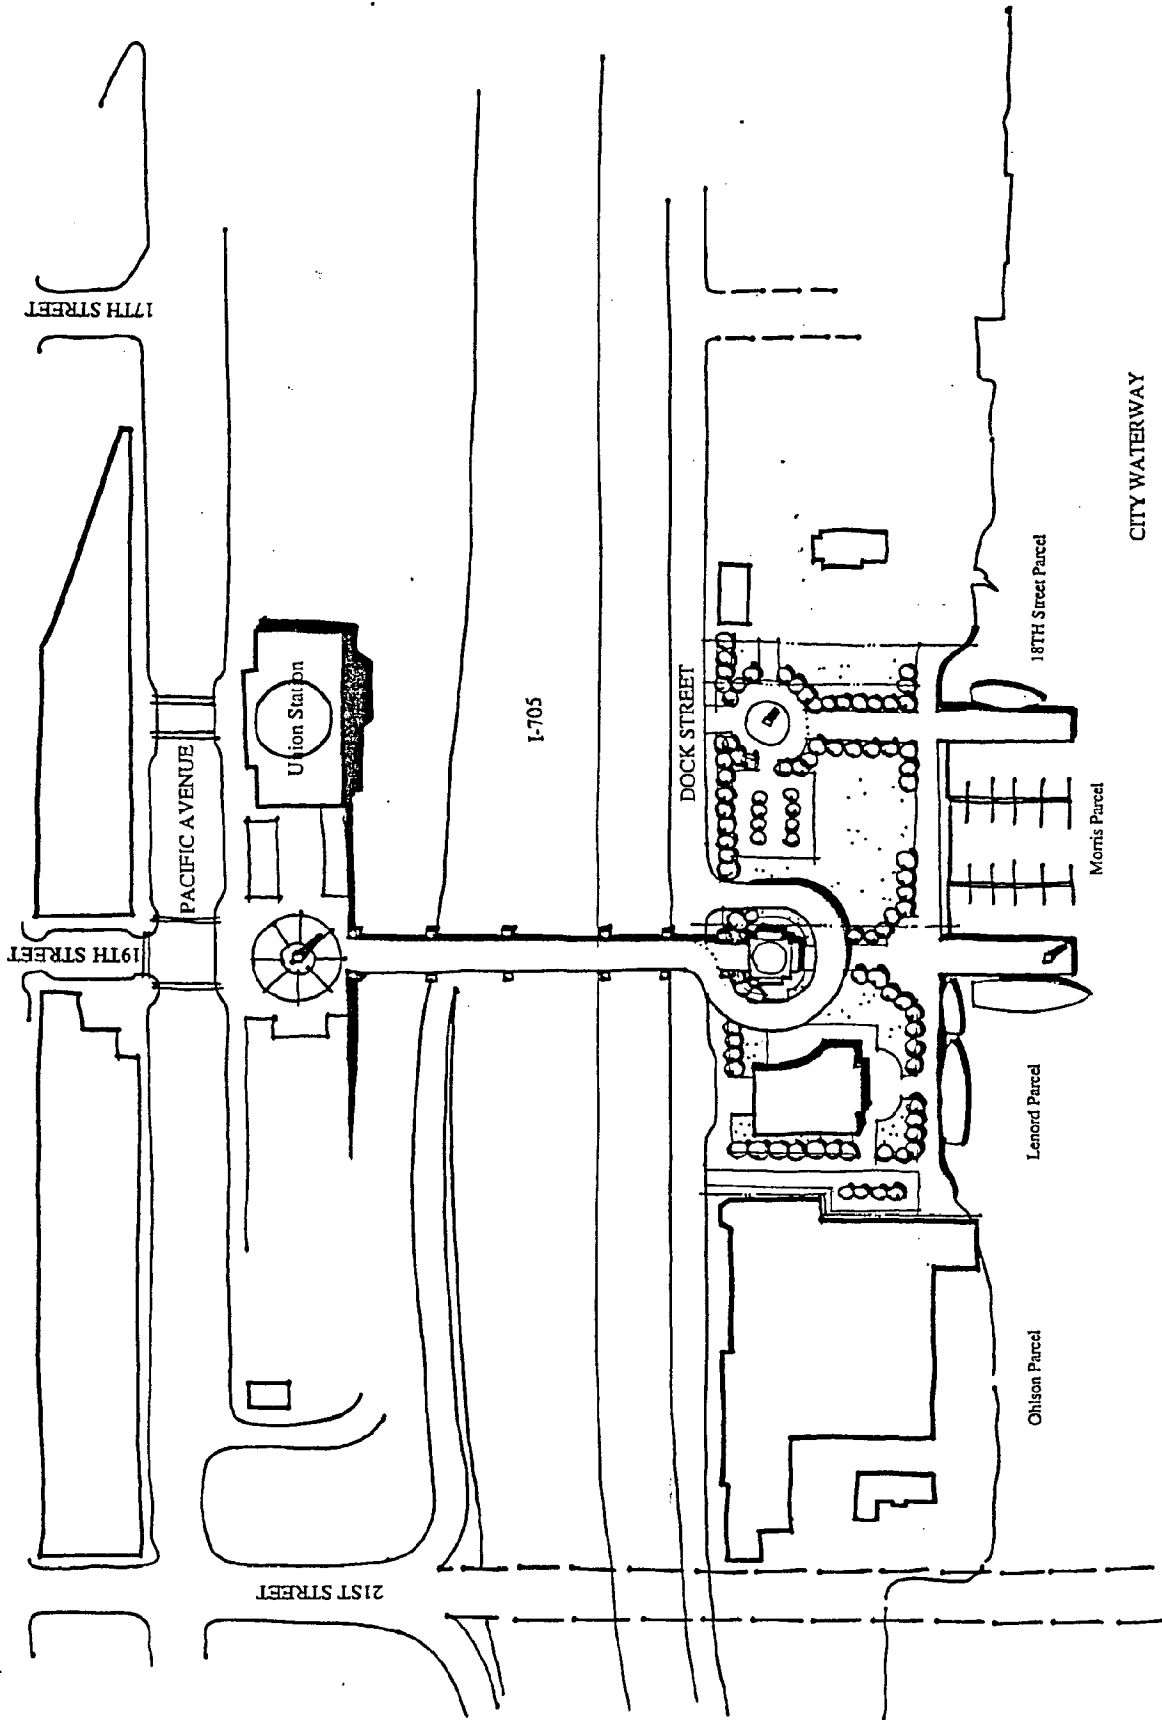 17TH STREET
19TH STREET
21ST STREET
PACIFIC AVENUE
Union Station
I-705
DOCK STREET
18TH Street Parcel
Morris Parcel
Lenord Parcel
Ohlson Parcel
CITY WATERWAY